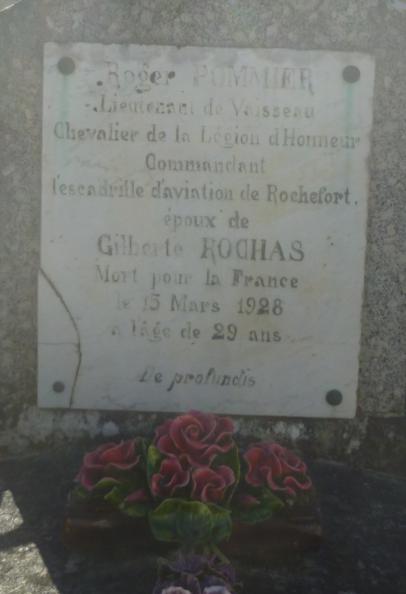 Roger POMMIER
Lieutenant de Vaisseau
Chevalier de la Légion d'Honneur
Commandant
l'escadrille d'aviation de Rochefort.
époux de
Gilberte ROCHAS
Mort pour la France
le 15 Mars 1928
a l'âge de 29 ans
De profundis